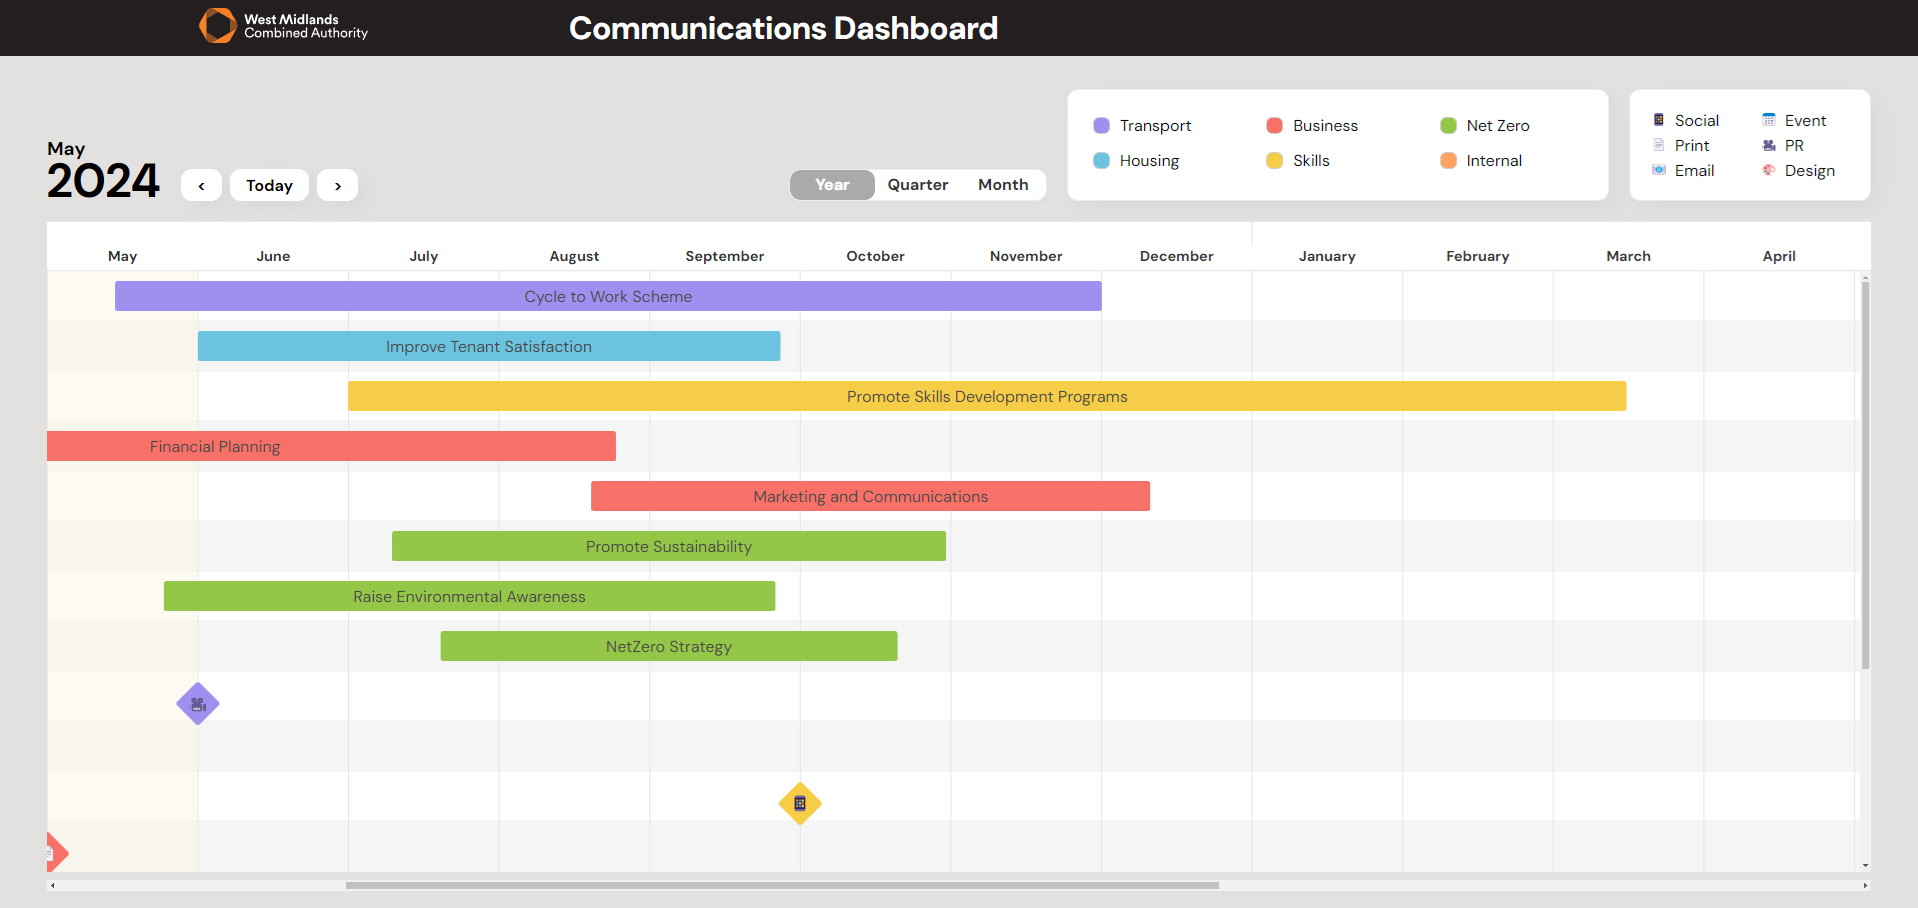 West Midlands
Combined Authority
Communications Dashboard
May
2024
< Today >
Year Quarter Month
Transport Business Net Zero
Housing Skills Internal
Social Event
Print PR
Email Design
May June July August September October November December January February March April
Cycle to Work Scheme
Improve Tenant Satisfaction
Promote Skills Development Programs
Financial Planning
Marketing and Communications
Promote Sustainability
Raise Environmental Awareness
NetZero Strategy